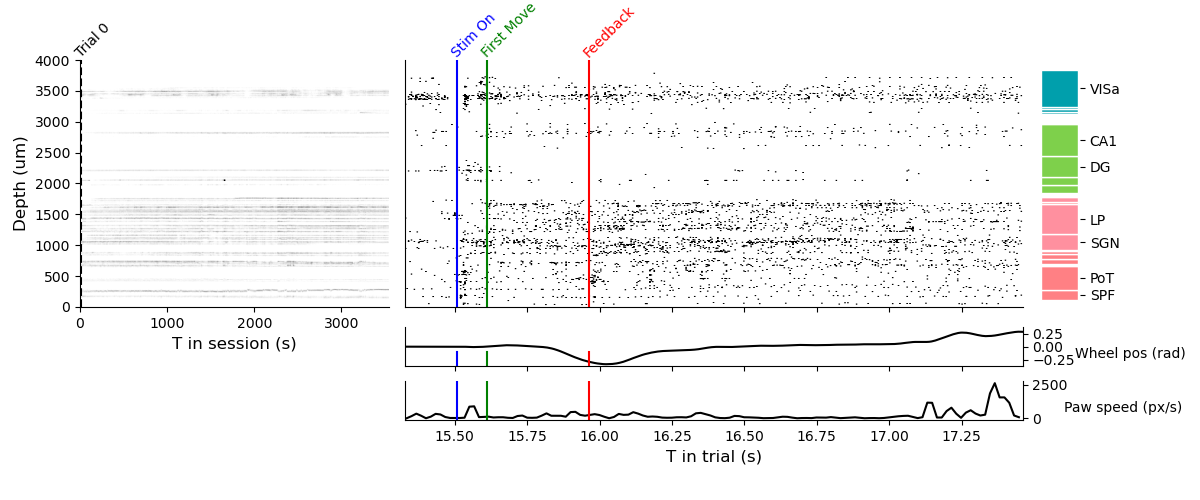 Trial 0
Stim On
First Move
Feedback
4000
3500
3000
2500
2000
1500
1000
500
0
Depth (um)
0
1000
2000
3000
T in session (s)
VISa
CA1
DG
LP
SGN
PoT
SPF
0.25
0.00
−0.25
Wheel pos (rad)
2500
0
Paw speed (px/s)
15.50
15.75
16.00
16.25
16.50
16.75
17.00
17.25
T in trial (s)